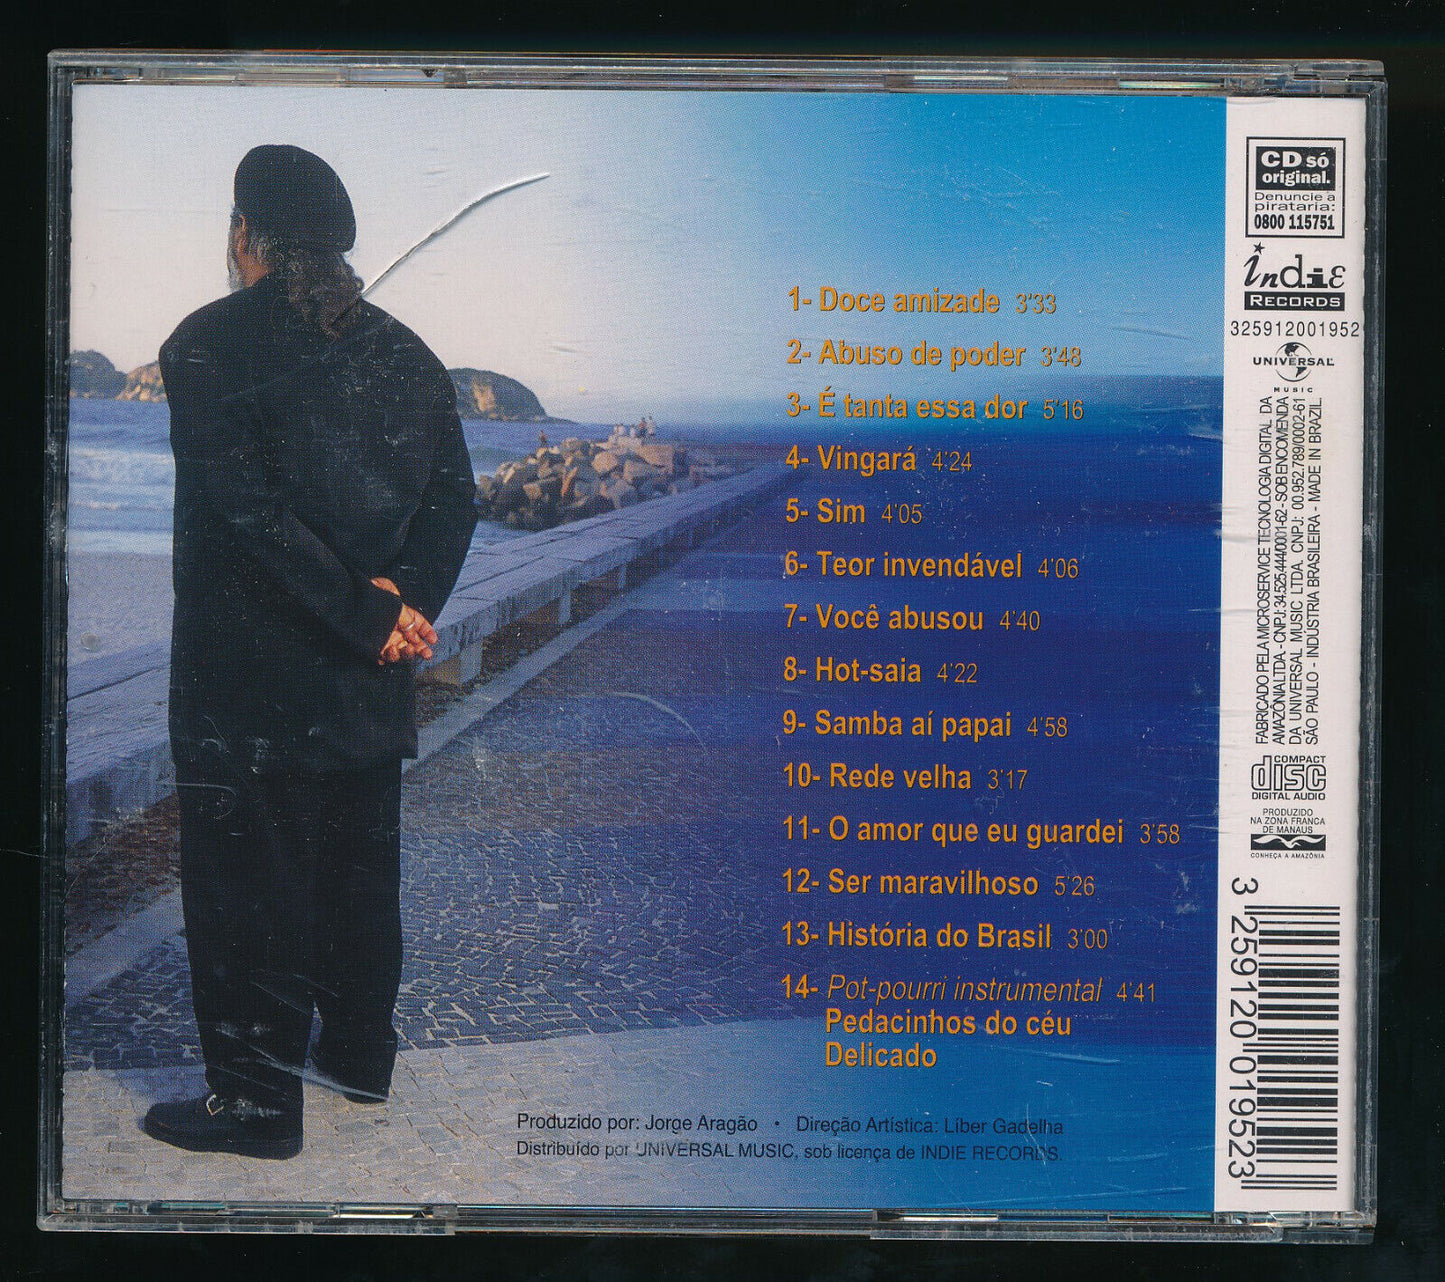 1- Doce amizade 3'33
2- Abuso de poder 3'48
3- É tanta essa dor 5'16
4- Vingará 4'24
5- Sim 4'05
6- Teor invendável 4'06
7- Você abusou 4'40
8- Hot-saia 4'22
9- Samba aí papai 4'58
10- Rede velha 3'17
11- O amor que eu guardei 3'58
12- Ser maravilhoso 5'26
13- História do Brasil 3'00
14- Pot-pourri instrumental 4'41
Pedacinhos do céu
Delicado
Produzido por: Jorge Aragão • Direção Artística: Líber Gadelha
Distribuído por UNIVERSAL MUSIC, sob licença de INDIE RECORDS.
CD só
original.
Denuncie a
pirataria:
0800 115751
indie
RECORDS
325912001952
UNIVERSAL
MUSIC
FABRICADO PELA MICROSERVICE TECNOLOGIA DIGITAL DA
AMAZÔNIA LTDA - CNPJ: 34.525.444/0001-62 - SOB ENCOMENDA
DA UNIVERSAL MUSIC LTDA. CNPJ: 00.952.789/0002-61
SÃO PAULO - INDÚSTRIA BRASILEIRA - MADE IN BRAZIL.
COMPACT
disc
DIGITAL AUDIO
PRODUZIDO
NA ZONA FRANCA
DE MANAUS
CONHEÇA A AMAZÔNIA
3 259120 019523